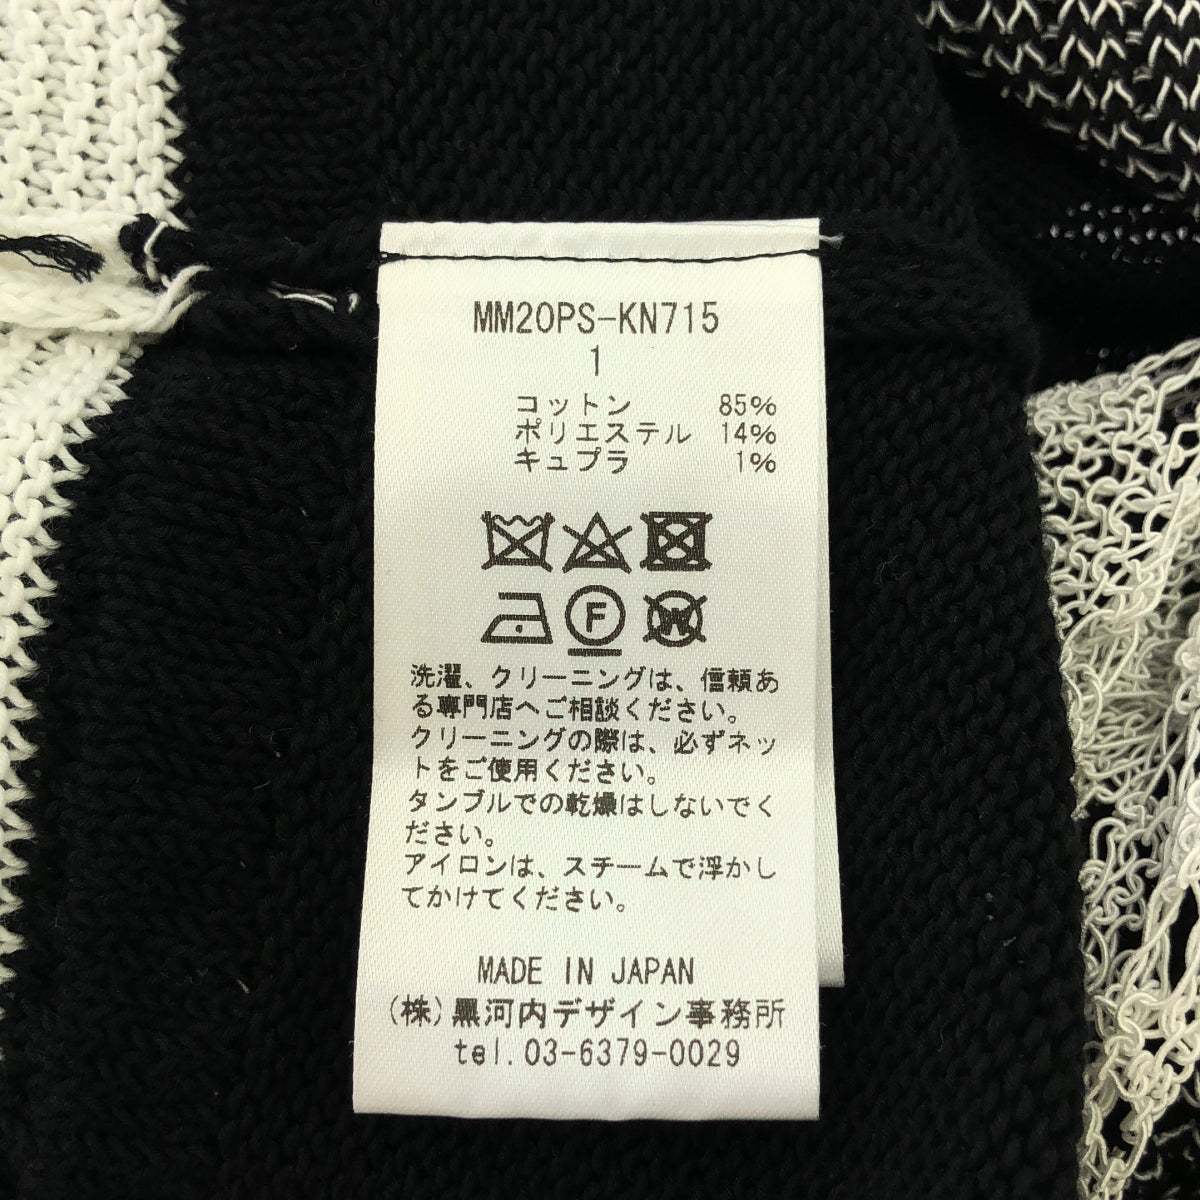 MM20PS-KN715
1
コットン 85%
ポリエステル 14%
キュプラ 1%
F
W
洗濯、クリーニングは、信頼あ
る専門店へご相談ください。
クリーニングの際は、必ずネッ
トをご使用ください。
タンブルでの乾燥はしないでく
ださい。
アイロンは、スチームで浮かし
てかけてください。
MADE IN JAPAN
(株)黒河内デザイン事務所
tel.03-6379-0029